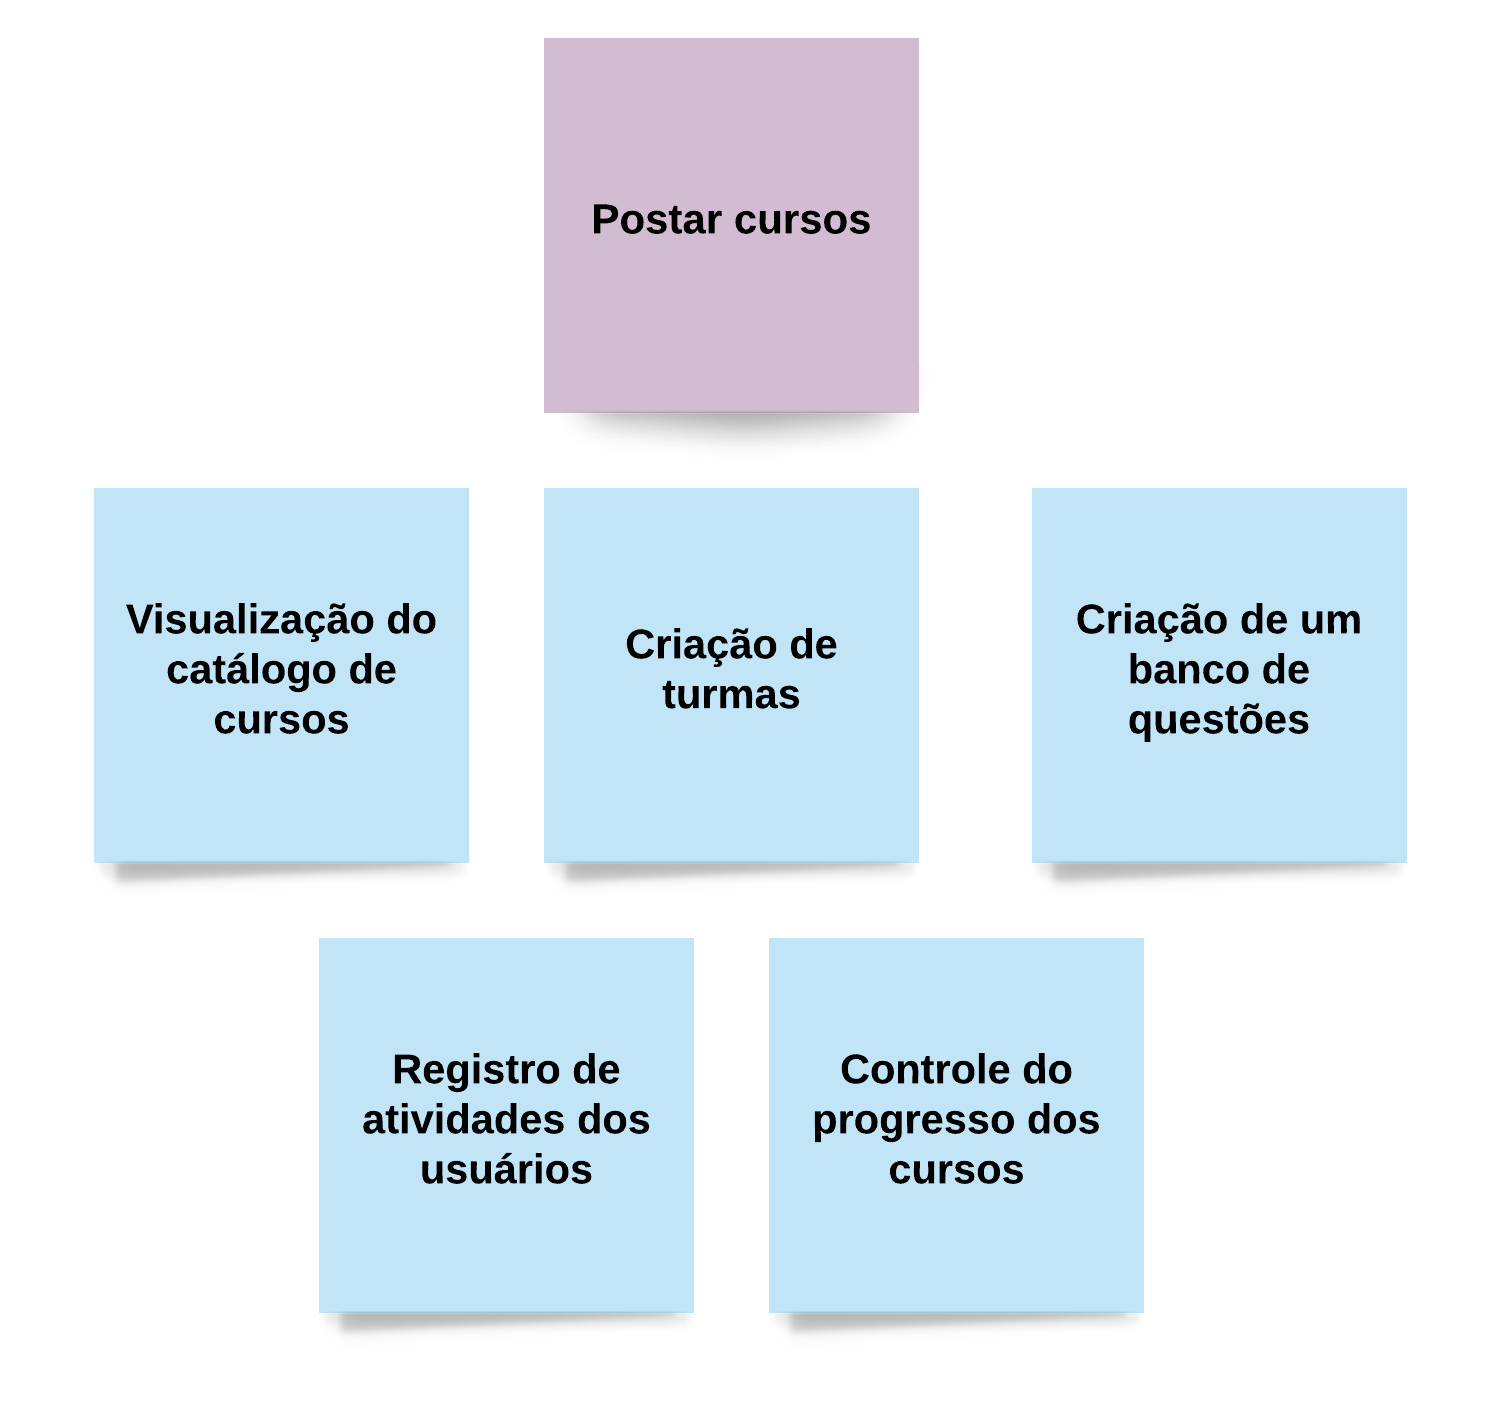 Postar cursos
Visualização do
catálogo de
cursos
Criação de
turmas
Criação de um
banco de
questões
Registro de
atividades dos
usuários
Controle do
progresso dos
cursos